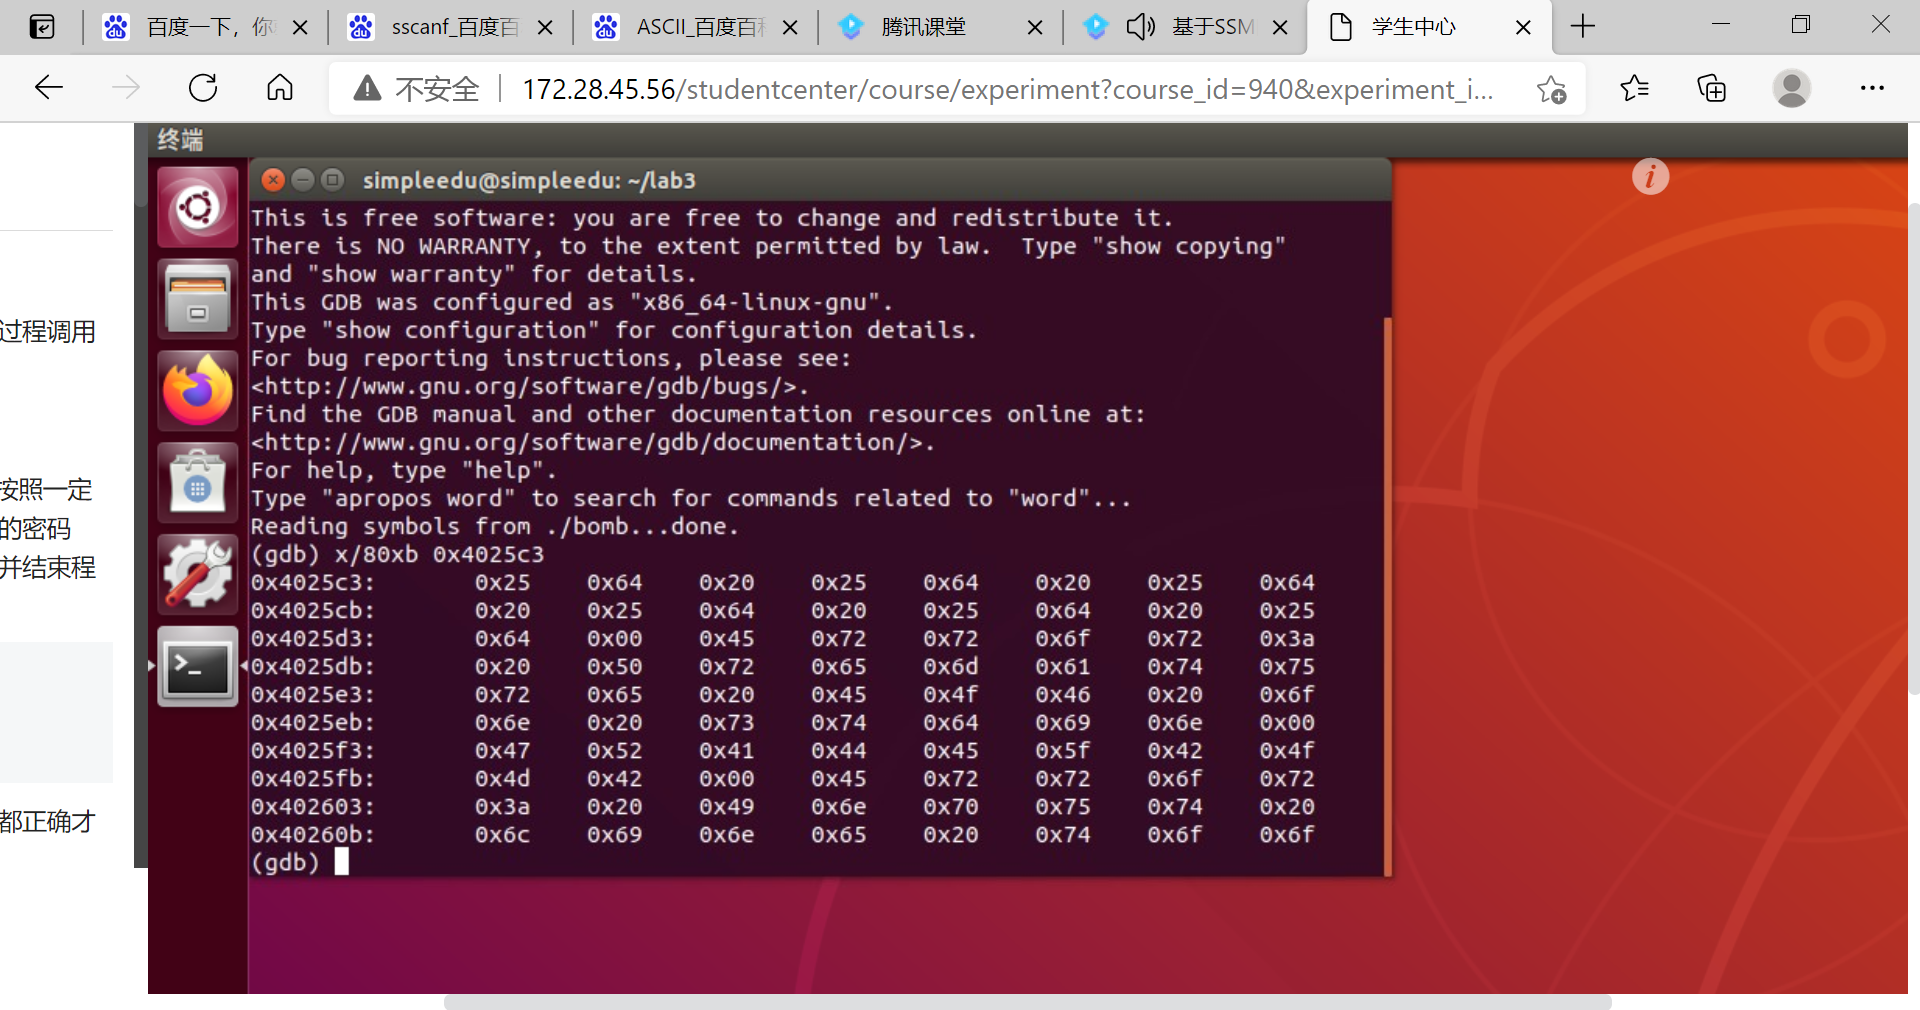 百度一下，你
sscanf_百度百
ASCII_百度百
腾讯课堂
基于SSM
学生中心
不安全
172.28.45.56/studentcenter/course/experiment?course_id=940&experiment_i...
终端
simpleedu@simpleedu: ~/lab3
This is free software: you are free to change and redistribute it.
There is NO WARRANTY, to the extent permitted by law.  Type "show copying"
and "show warranty" for details.
This GDB was configured as "x86_64-linux-gnu".
Type "show configuration" for configuration details.
For bug reporting instructions, please see:
<http://www.gnu.org/software/gdb/bugs/>.
Find the GDB manual and other documentation resources online at:
<http://www.gnu.org/software/gdb/documentation/>.
For help, type "help".
Type "apropos word" to search for commands related to "word"...
Reading symbols from ./bomb...done.
(gdb) x/80xb 0x4025c3
0x4025c3: 0x25 0x64 0x20 0x25 0x64 0x20 0x25 0x64
0x4025cb: 0x20 0x25 0x64 0x20 0x25 0x64 0x20 0x25
0x4025d3: 0x64 0x00 0x45 0x72 0x72 0x6f 0x72 0x3a
0x4025db: 0x20 0x50 0x72 0x65 0x6d 0x61 0x74 0x75
0x4025e3: 0x72 0x65 0x20 0x45 0x4f 0x46 0x20 0x6f
0x4025eb: 0x6e 0x20 0x73 0x74 0x64 0x69 0x6e 0x00
0x4025f3: 0x47 0x52 0x41 0x44 0x45 0x5f 0x42 0x4f
0x4025fb: 0x4d 0x42 0x00 0x45 0x72 0x72 0x6f 0x72
0x402603: 0x3a 0x20 0x49 0x6e 0x70 0x75 0x74 0x20
0x40260b: 0x6c 0x69 0x6e 0x65 0x20 0x74 0x6f 0x6f
(gdb)
过程调用
按照一定
的密码
并结束程
都正确才